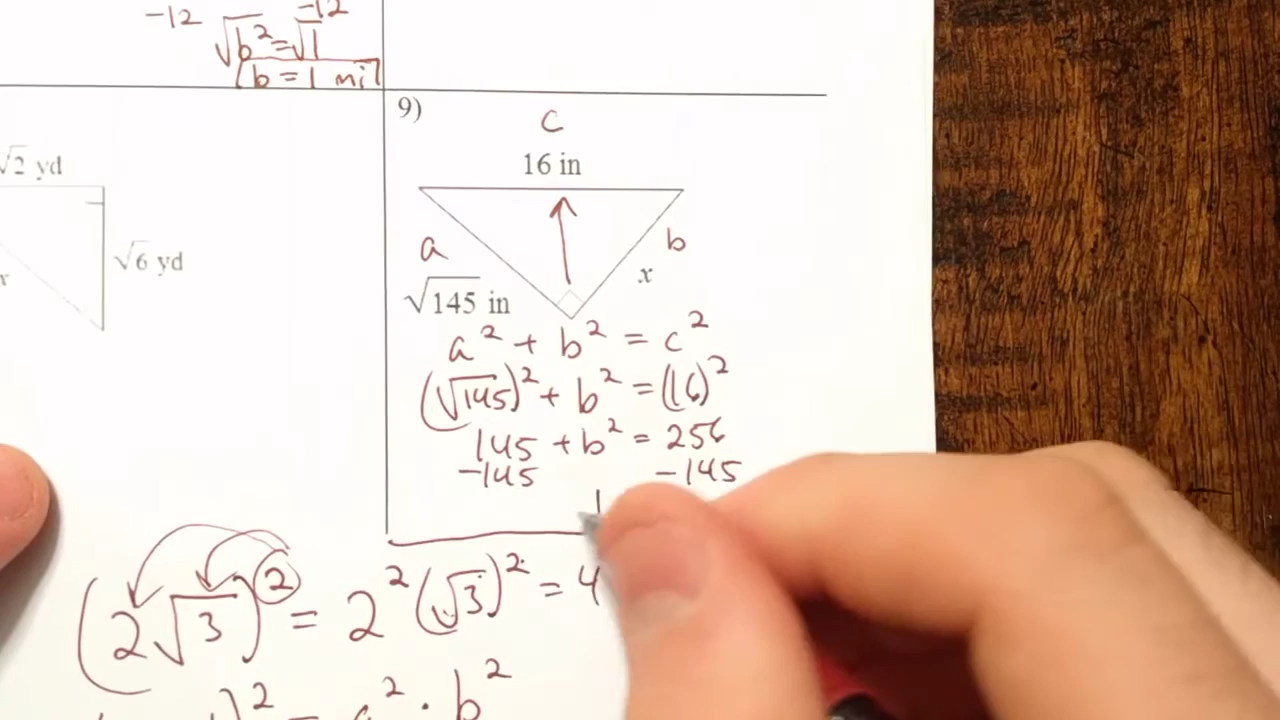 -12 -12
√b² = √1
b = 1 mi
√2 yd
√6 yd
x
9)
c
16 in
a
b
√145 in
x
a² + b² = c²
(√145)² + b² = (16)²
145 + b² = 256
-145 -145
(2√3)² = 2² (√3)² = 4
)² = a² · b²